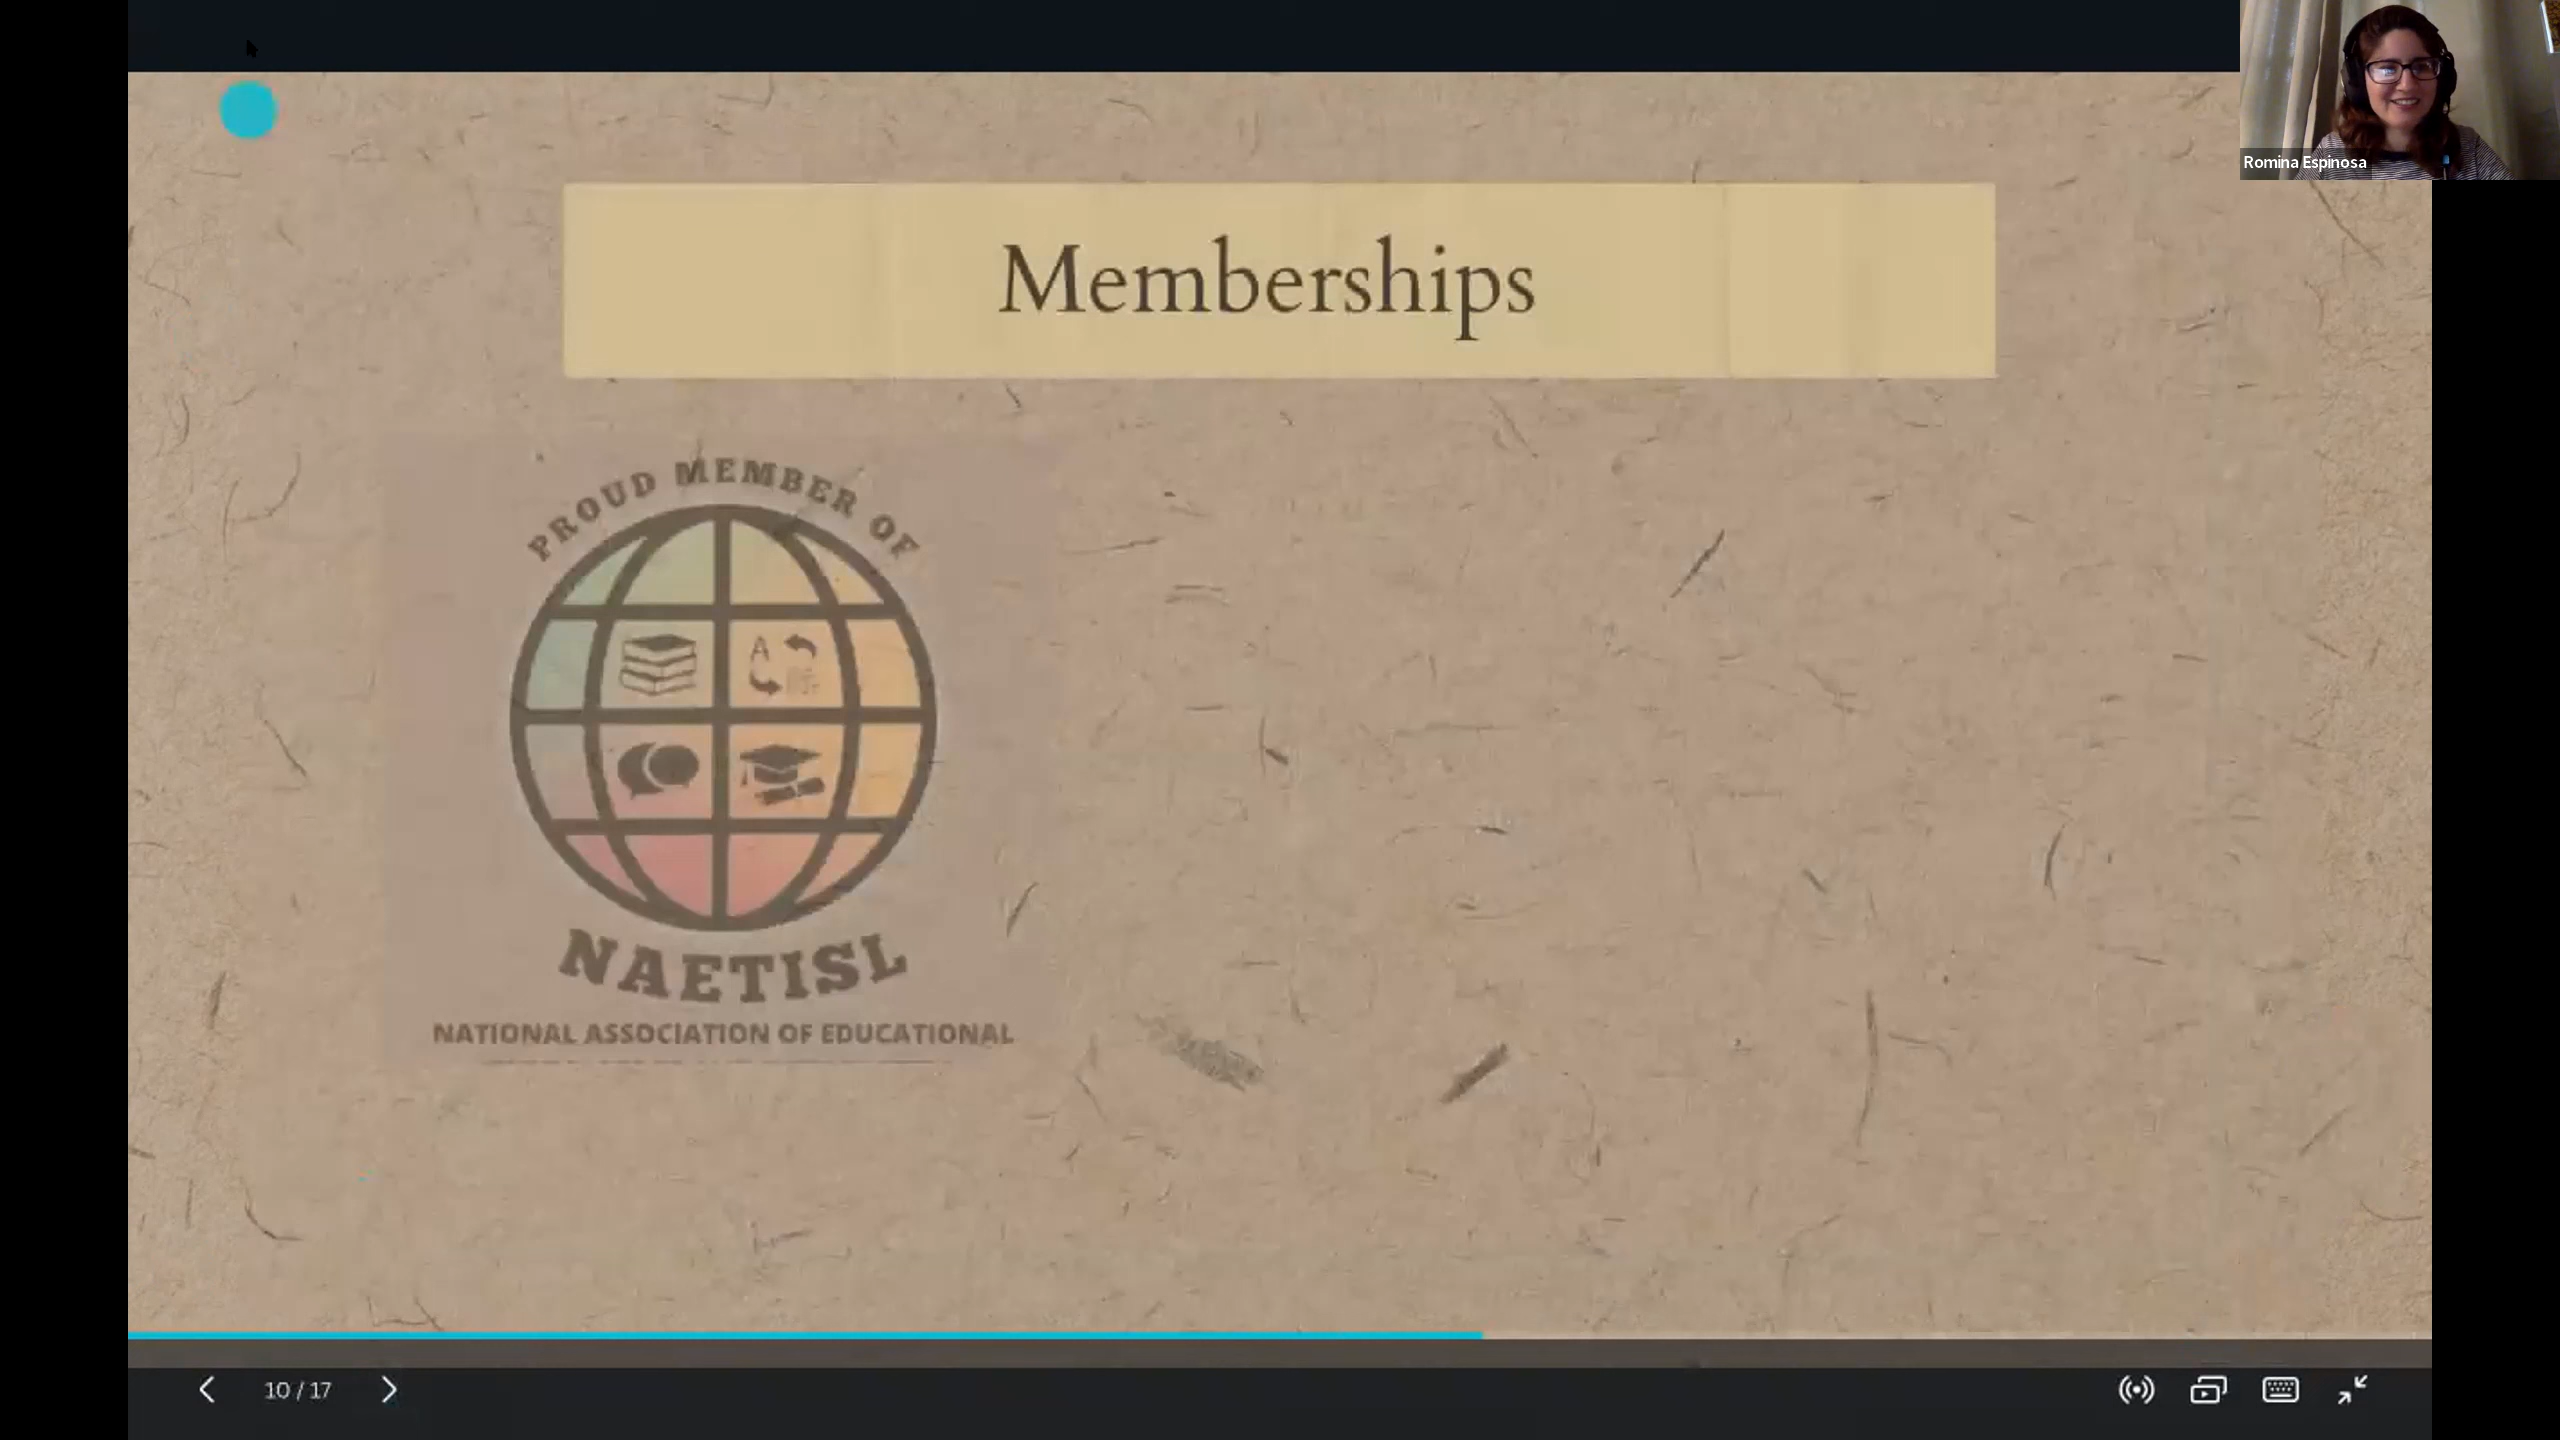 Romina Espinosa
Memberships
PROUD MEMBER OF
A
NAETISL
NATIONAL ASSOCIATION OF EDUCATIONAL
10 / 17